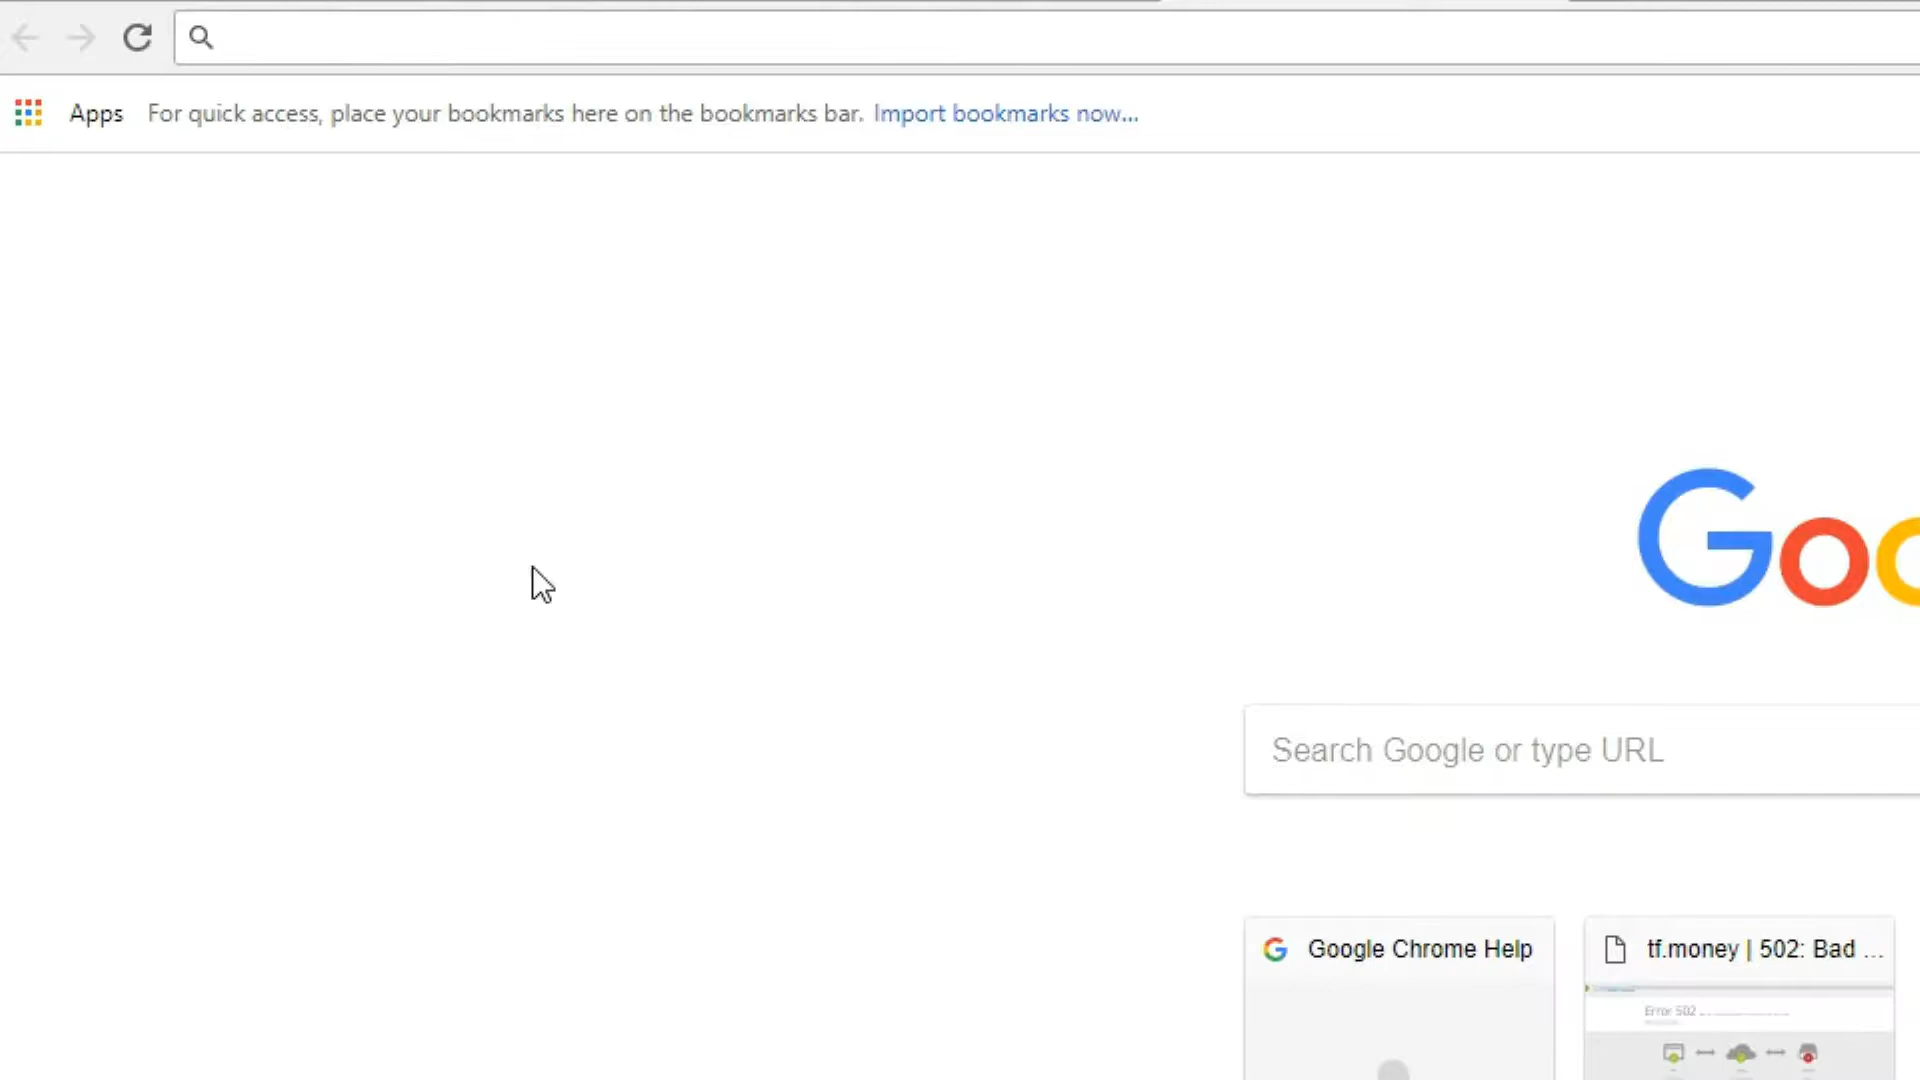 Apps For quick access, place your bookmarks here on the bookmarks bar. Import bookmarks now...
Goo
Search Google or type URL
Google Chrome Help
tf.money | 502: Bad ...
Error 502